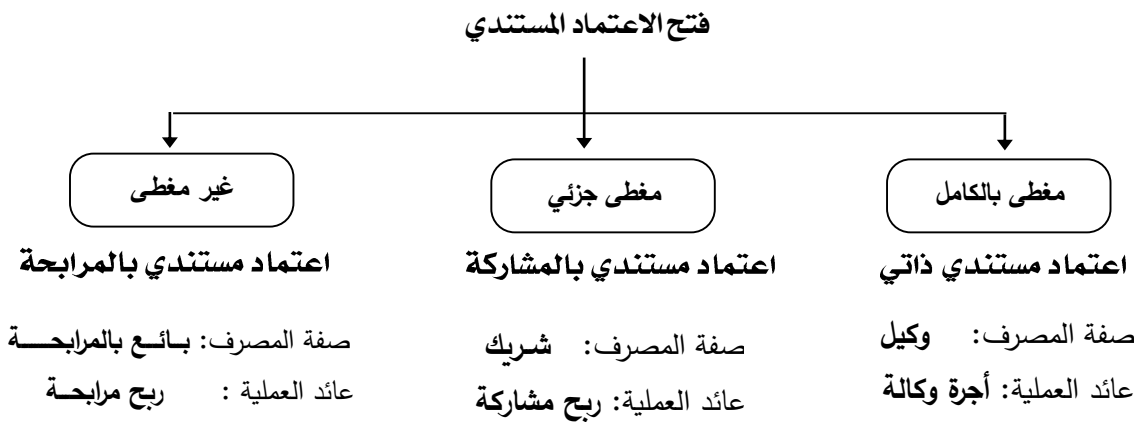 فتح الاعتماد المستندي
مغطى بالكامل
مغطى جزئي
غير مغطى
اعتماد مستندي ذاتي
اعتماد مستندي بالمشاركة
اعتماد مستندي بالمرابحة
صفة المصرف: وكيل
عائد العملية: أجرة وكالة
صفة المصرف: شريك
عائد العملية: ربح مشاركة
صفة المصرف: بائع بالمرابحة
عائد العملية : ربح مرابحة